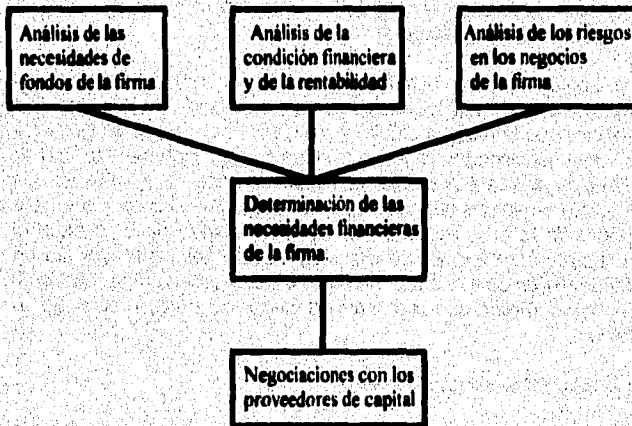 Análisis de las
necesidades de
fondos de la firma
Análisis de la
condición financiera
y de la rentabilidad
Análisis de los riesgos
en los negocios
de la firma
Determinación de las
necesidades financieras
de la firma.
Negociaciones con los
proveedores de capital